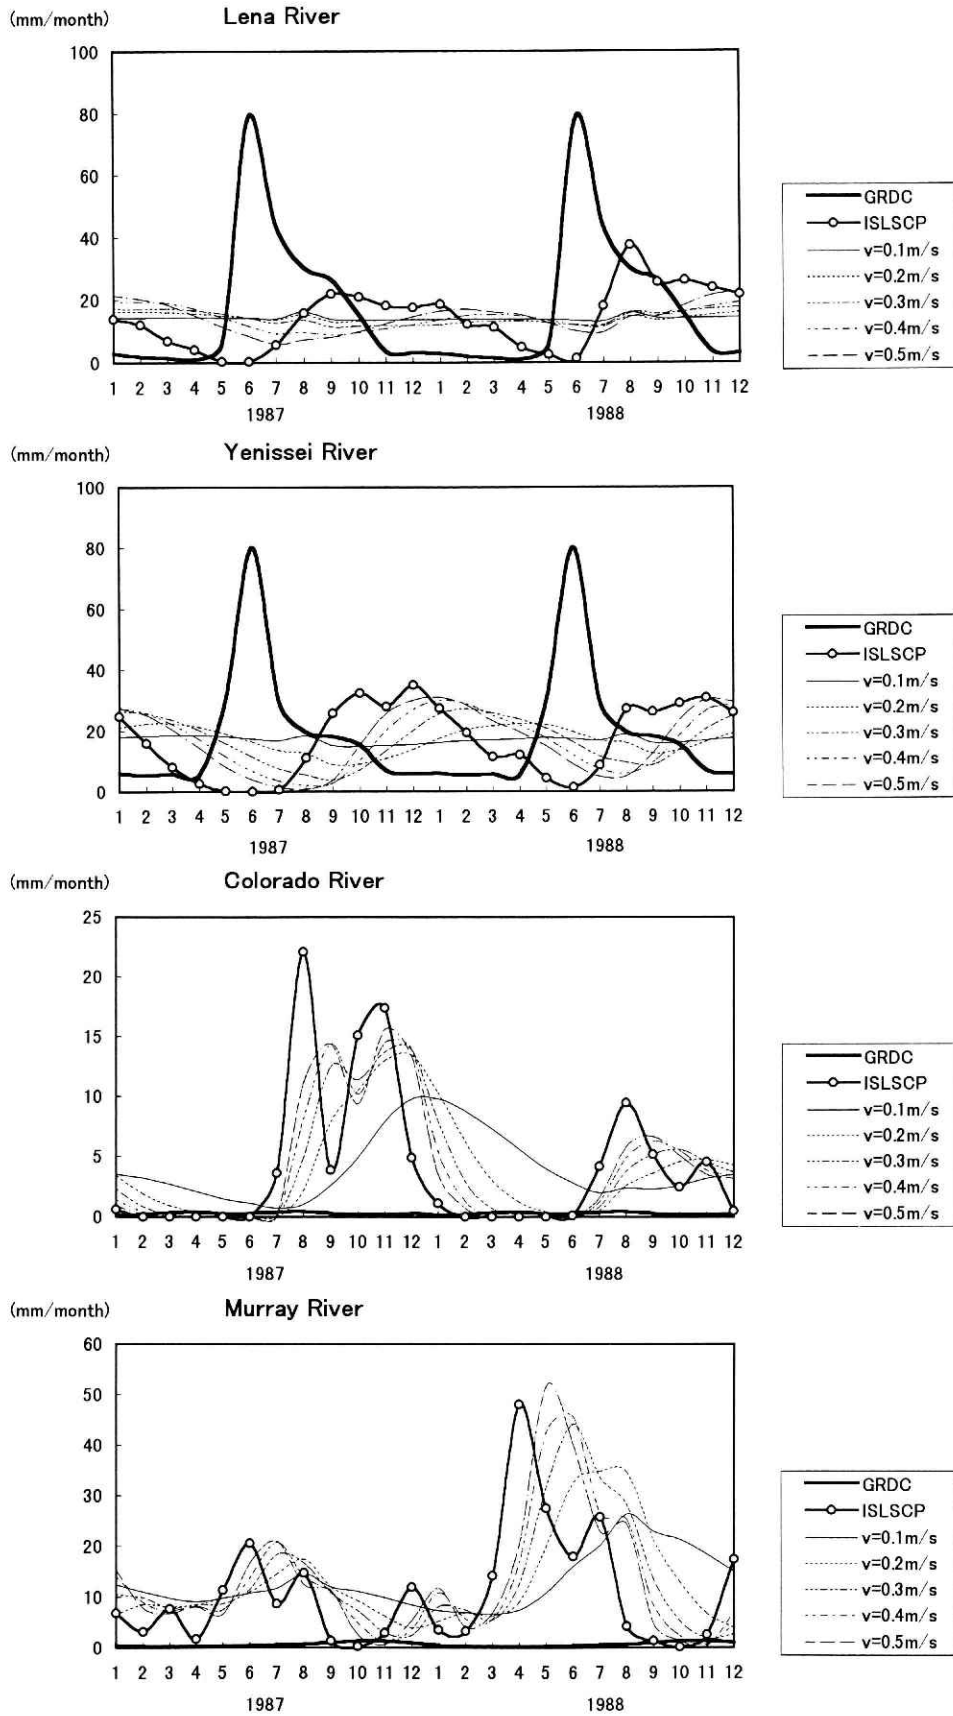 (mm/month)
Lena River
100
80
60
40
20
0
1 2 3 4 5 6 7 8 9 10 11 12 1 2 3 4 5 6 7 8 9 10 11 12
1987 1988
GRDC
ISLSCP
v=0.1m/s
v=0.2m/s
v=0.3m/s
v=0.4m/s
v=0.5m/s
(mm/month)
Yenissei River
100
80
60
40
20
0
1 2 3 4 5 6 7 8 9 10 11 12 1 2 3 4 5 6 7 8 9 10 11 12
1987 1988
GRDC
ISLSCP
v=0.1m/s
v=0.2m/s
v=0.3m/s
v=0.4m/s
v=0.5m/s
(mm/month)
Colorado River
25
20
15
10
5
0
1 2 3 4 5 6 7 8 9 10 11 12 1 2 3 4 5 6 7 8 9 10 11 12
1987 1988
GRDC
ISLSCP
v=0.1m/s
v=0.2m/s
v=0.3m/s
v=0.4m/s
v=0.5m/s
(mm/month)
Murray River
60
50
40
30
20
10
0
1 2 3 4 5 6 7 8 9 10 11 12 1 2 3 4 5 6 7 8 9 10 11 12
1987 1988
GRDC
ISLSCP
v=0.1m/s
v=0.2m/s
v=0.3m/s
v=0.4m/s
v=0.5m/s